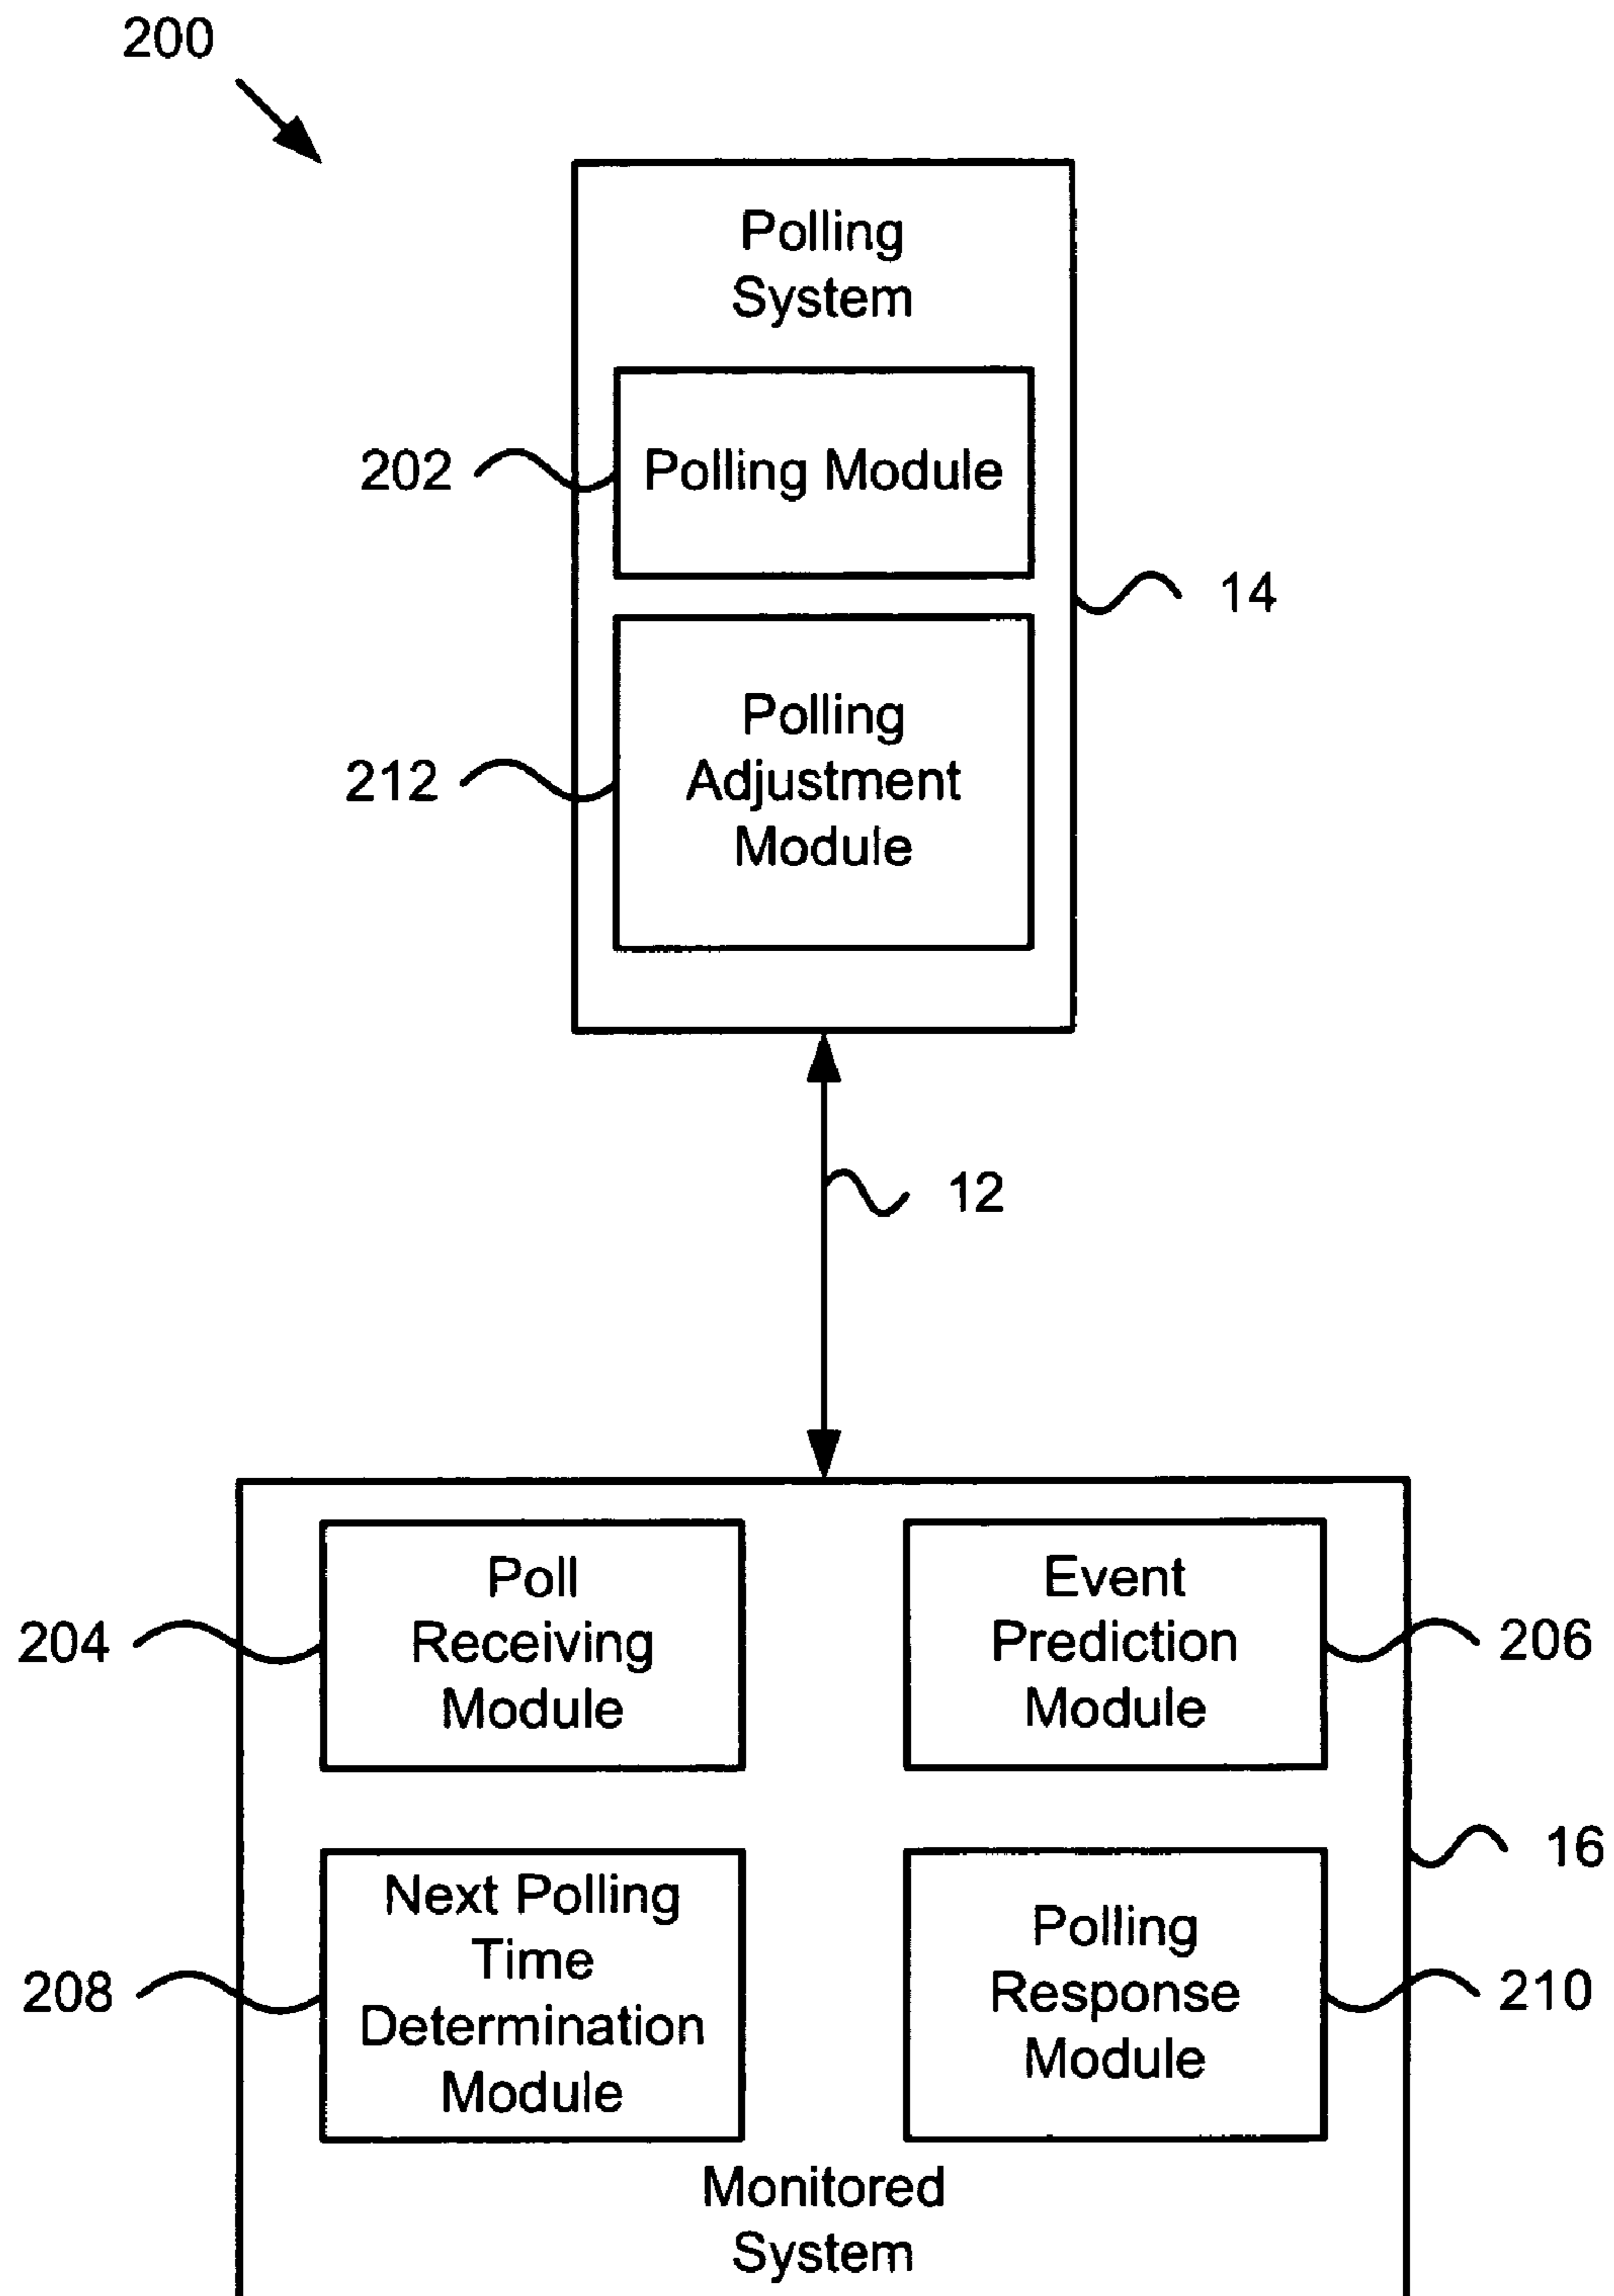 200
Polling
System
202
Polling Module
14
Polling
212
Adjustment
Module
12
Poll
Receiving
Module
204
Event
Prediction
Module
206
16
Next Polling
Time
Determination
Module
208
Polling
Response
Module
210
Monitored
System